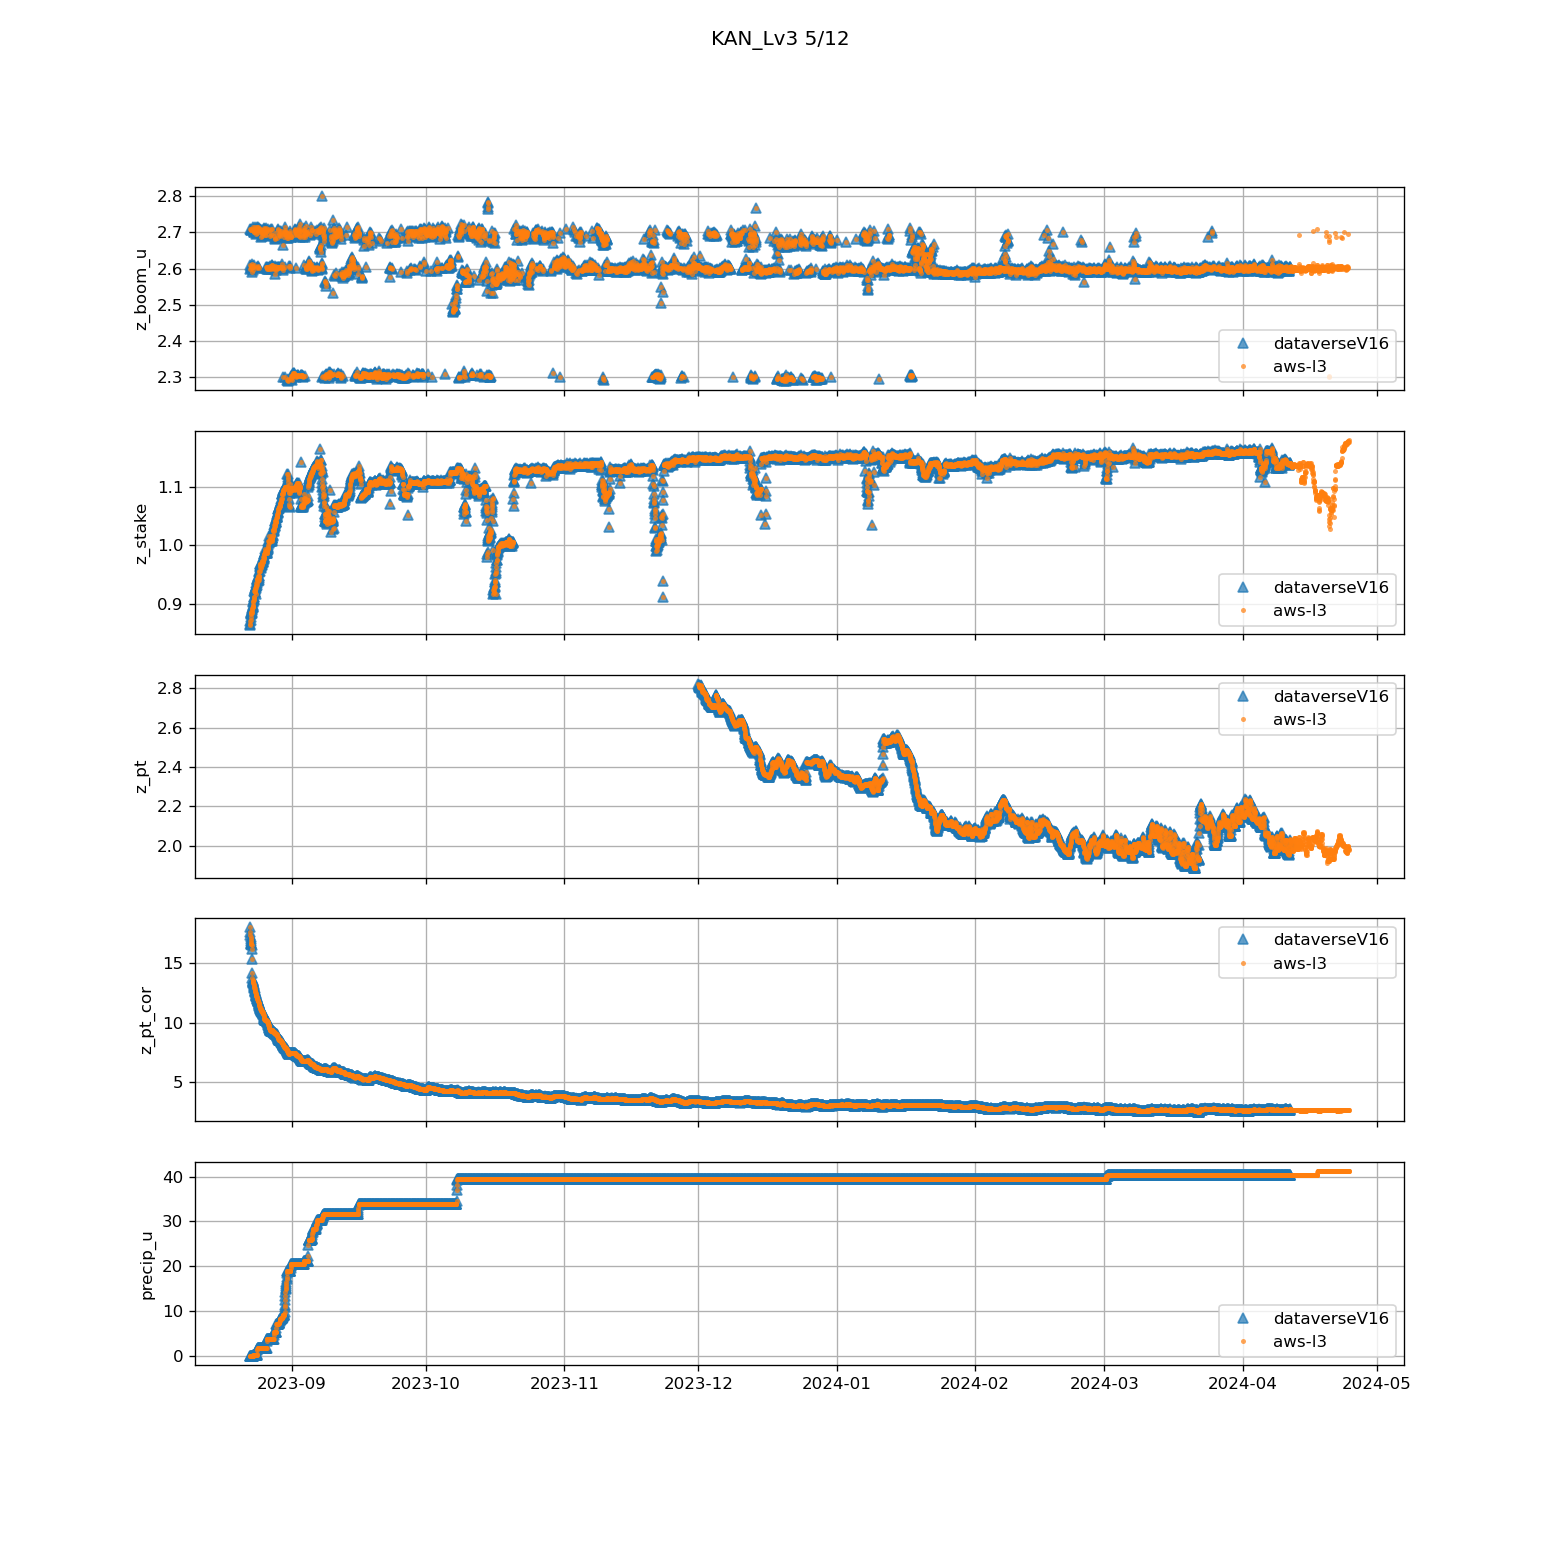 KAN_Lv3 5/12
2.8
2.7
2.6
2.5
2.4
2.3
z_boom_u
dataverseV16
aws-l3
1.1
1.0
0.9
z_stake
dataverseV16
aws-l3
2.8
2.6
2.4
2.2
2.0
z_pt
dataverseV16
aws-l3
15
10
5
z_pt_cor
dataverseV16
aws-l3
40
30
20
10
0
precip_u
dataverseV16
aws-l3
2023-09 2023-10 2023-11 2023-12 2024-01 2024-02 2024-03 2024-04 2024-05